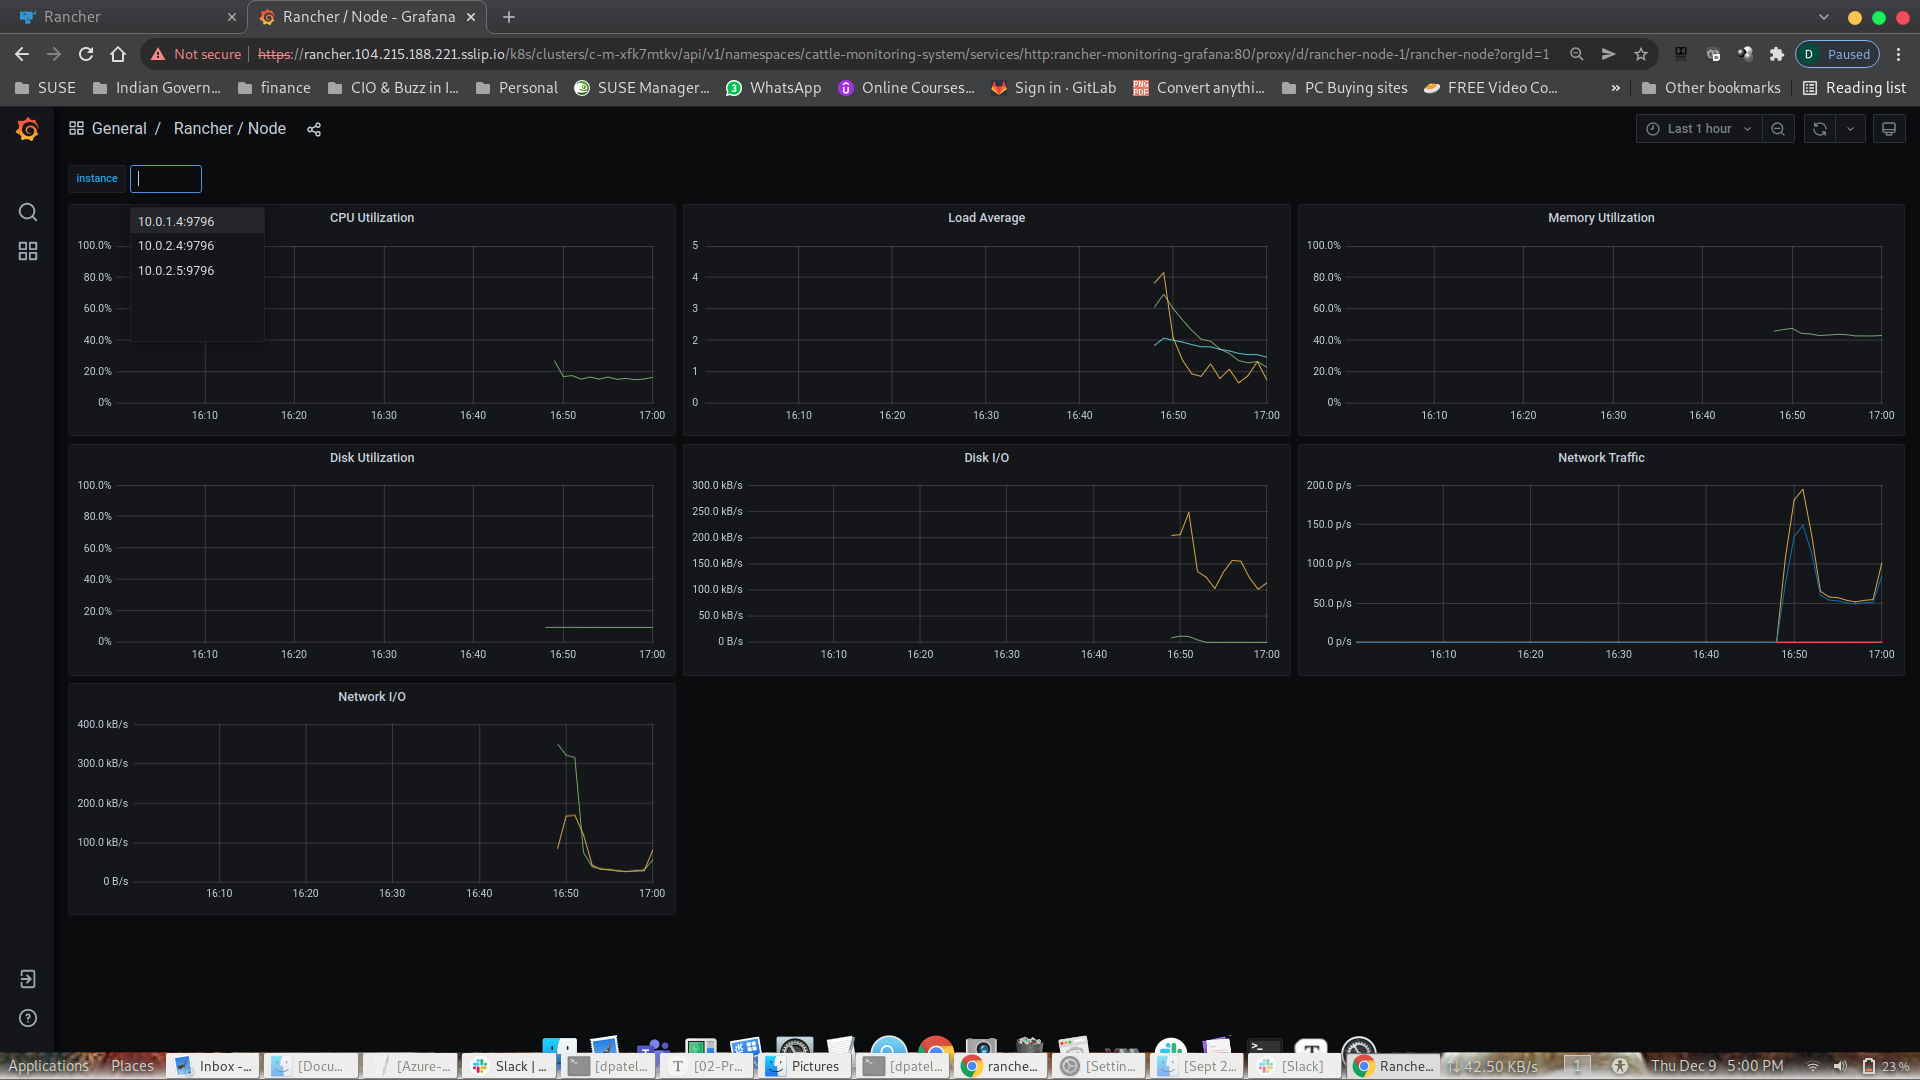 Rancher
Rancher / Node - Grafana
Not secure
https://rancher.104.215.188.221.sslip.io/k8s/clusters/c-m-xfk7mtkv/api/v1/namespaces/cattle-monitoring-system/services/http:rancher-monitoring-grafana:80/proxy/d/rancher-node-1/rancher-node?orgId=1
D Paused
SUSE Indian Govern... finance CIO & Buzz in I... Personal SUSE Manager... WhatsApp Online Courses... Sign in · GitLab Convert anythi... PC Buying sites FREE Video Co... » Other bookmarks Reading list
General / Rancher / Node
Last 1 hour
instance
10.0.1.4:9796
10.0.2.4:9796
10.0.2.5:9796
CPU Utilization
100.0%
80.0%
60.0%
40.0%
20.0%
0%
16:10 16:20 16:30 16:40 16:50 17:00
Load Average
5
4
3
2
1
0
16:10 16:20 16:30 16:40 16:50 17:00
Memory Utilization
100.0%
80.0%
60.0%
40.0%
20.0%
0%
16:10 16:20 16:30 16:40 16:50 17:00
Disk Utilization
100.0%
80.0%
60.0%
40.0%
20.0%
0%
16:10 16:20 16:30 16:40 16:50 17:00
Disk I/O
300.0 kB/s
250.0 kB/s
200.0 kB/s
150.0 kB/s
100.0 kB/s
50.0 kB/s
0 B/s
16:10 16:20 16:30 16:40 16:50 17:00
Network Traffic
200.0 p/s
150.0 p/s
100.0 p/s
50.0 p/s
0 p/s
16:10 16:20 16:30 16:40 16:50 17:00
Network I/O
400.0 kB/s
300.0 kB/s
200.0 kB/s
100.0 kB/s
0 B/s
16:10 16:20 16:30 16:40 16:50 17:00
Applications Places Inbox -... [Docu... [Azure-... Slack | ... [dpatel... [02-Pr... Pictures [dpatel... ranche... [Settin... [Sept 2... [Slack] Ranche... 42.50 KB/s 1 Thu Dec 9 5:00 PM 23%